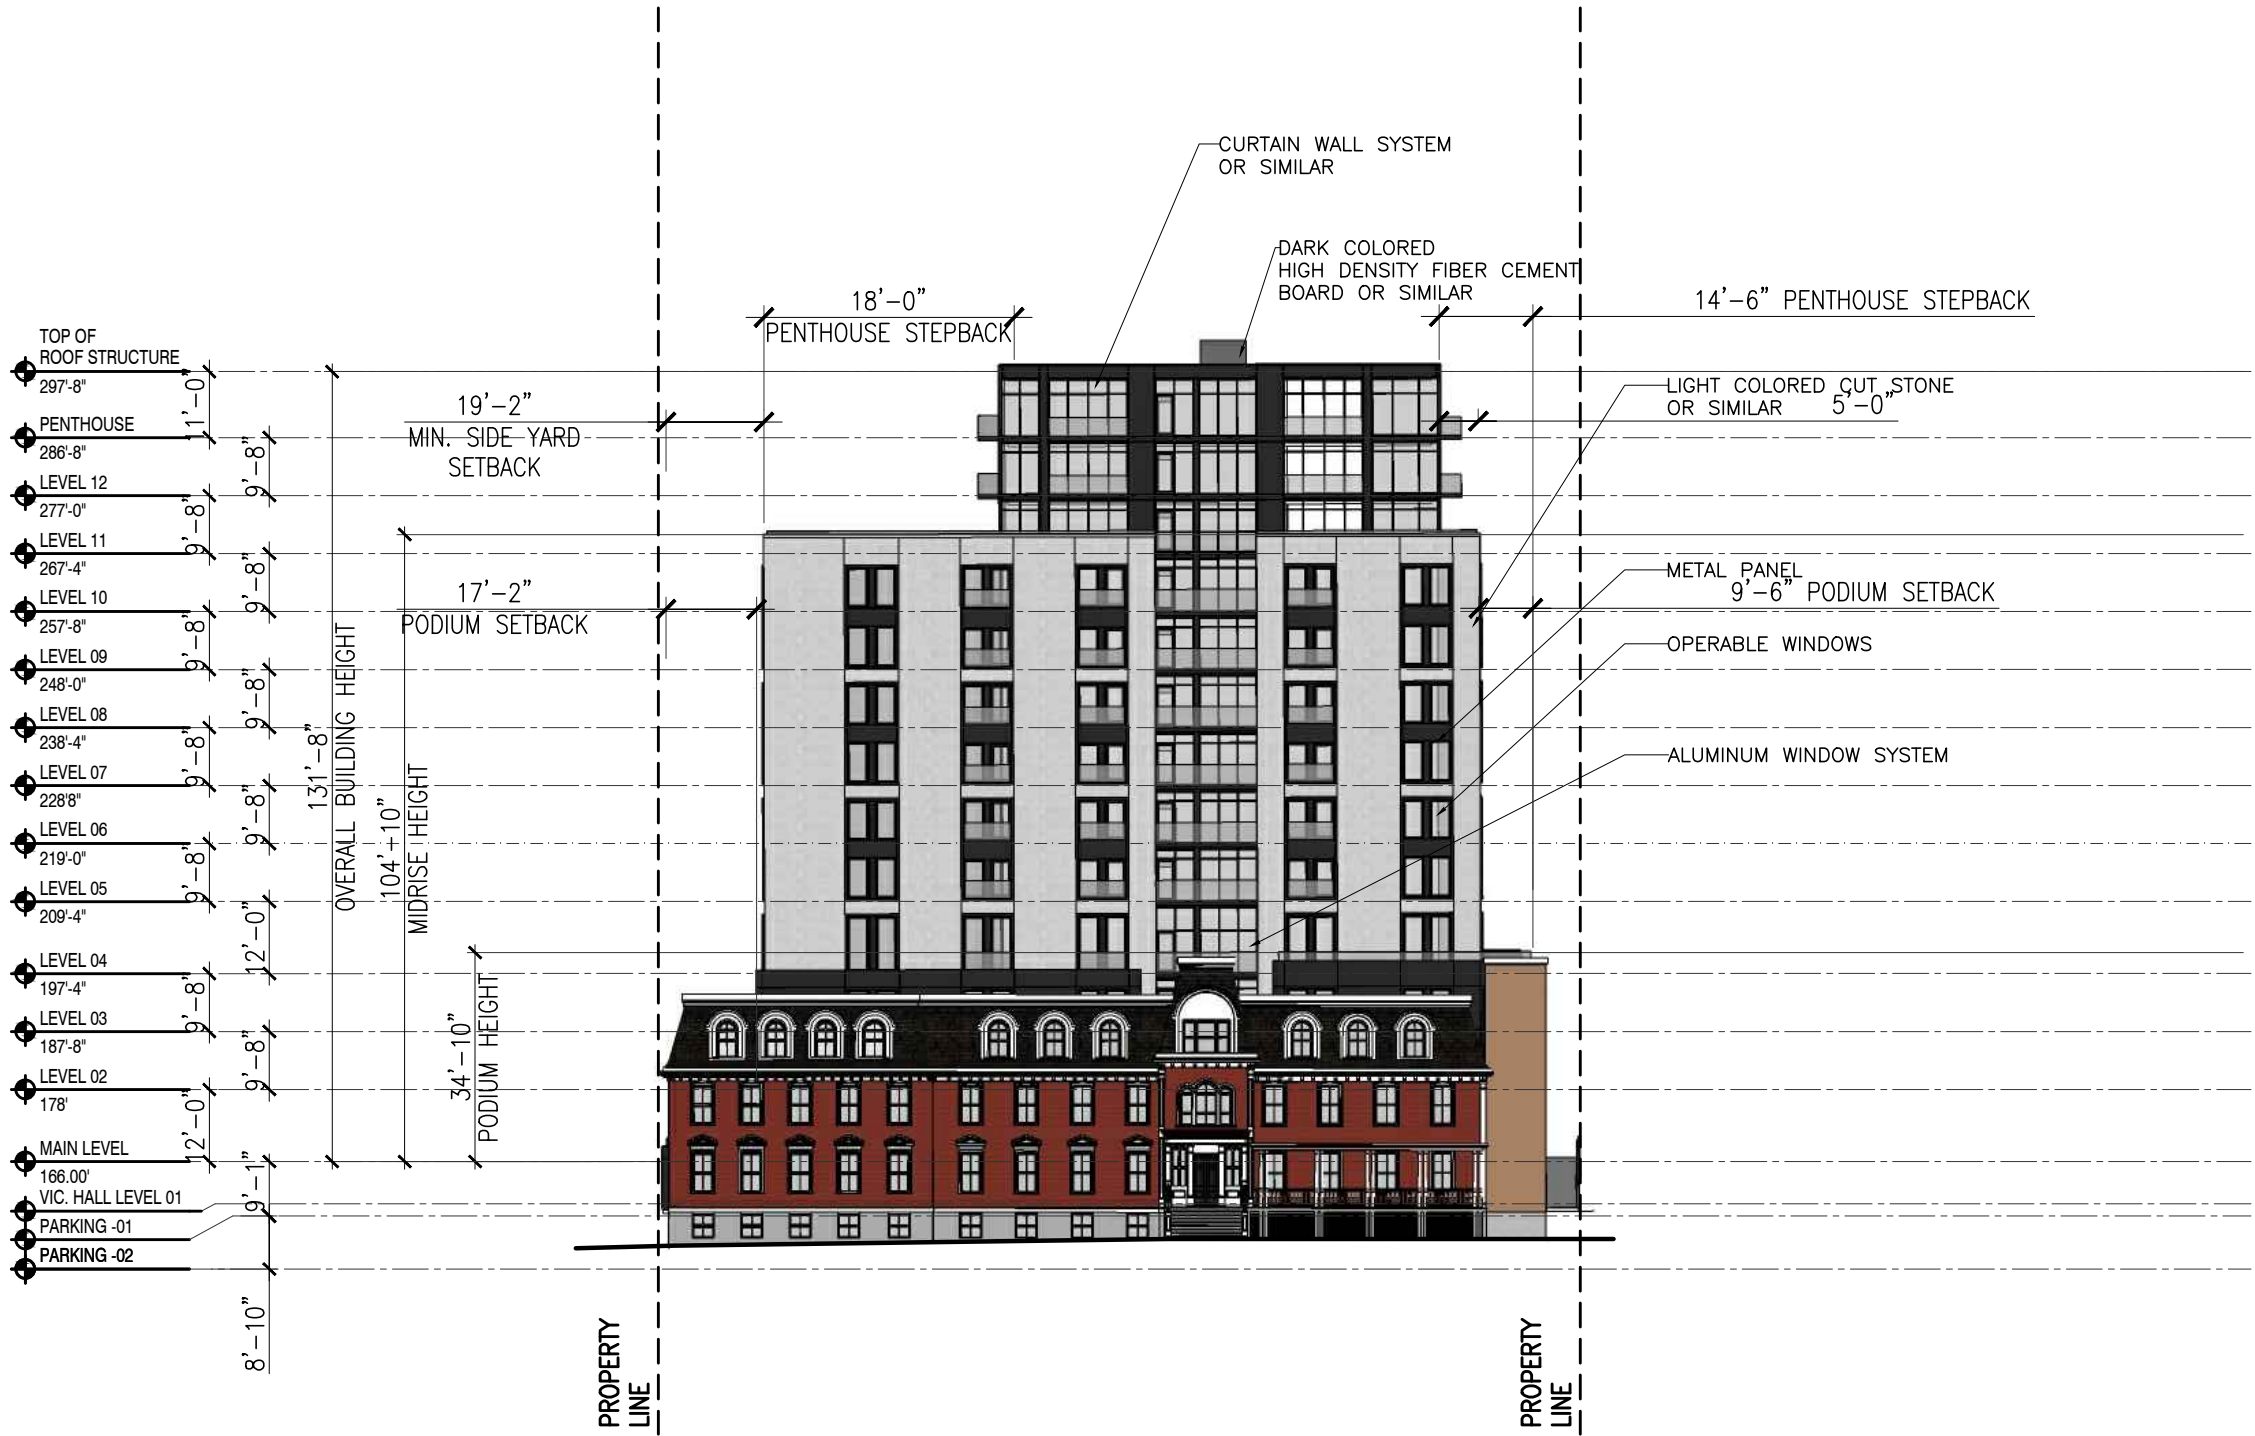 CURTAIN WALL SYSTEM
OR SIMILAR
DARK COLORED
HIGH DENSITY FIBER CEMENT
BOARD OR SIMILAR
18'-0"
PENTHOUSE STEPBACK
14'-6" PENTHOUSE STEPBACK
TOP OF
ROOF STRUCTURE
297'-8"
11'-0"
PENTHOUSE
286'-8"
9'-8"
LEVEL 12
277'-0"
9'-8"
LEVEL 11
267'-4"
9'-8"
LEVEL 10
257'-8"
9'-8"
LEVEL 09
248'-0"
9'-8"
LEVEL 08
238'-4"
9'-8"
LEVEL 07
228'8"
9'-8"
LEVEL 06
219'-0"
9'-8"
LEVEL 05
209'-4"
12'-0"
LEVEL 04
197'-4"
9'-8"
LEVEL 03
187'-8"
9'-8"
LEVEL 02
178'
12'-0"
MAIN LEVEL
166.00'
9'-1"
VIC. HALL LEVEL 01
PARKING -01
PARKING -02
8'-10"
131'-8"
OVERALL BUILDING HEIGHT
104'-10"
MIDRISE HEIGHT
34'-10"
PODIUM HEIGHT
19'-2"
MIN. SIDE YARD
SETBACK
17'-2"
PODIUM SETBACK
LIGHT COLORED CUT STONE
OR SIMILAR
5'-0"
METAL PANEL
9'-6" PODIUM SETBACK
OPERABLE WINDOWS
ALUMINUM WINDOW SYSTEM
PROPERTY
LINE
PROPERTY
LINE